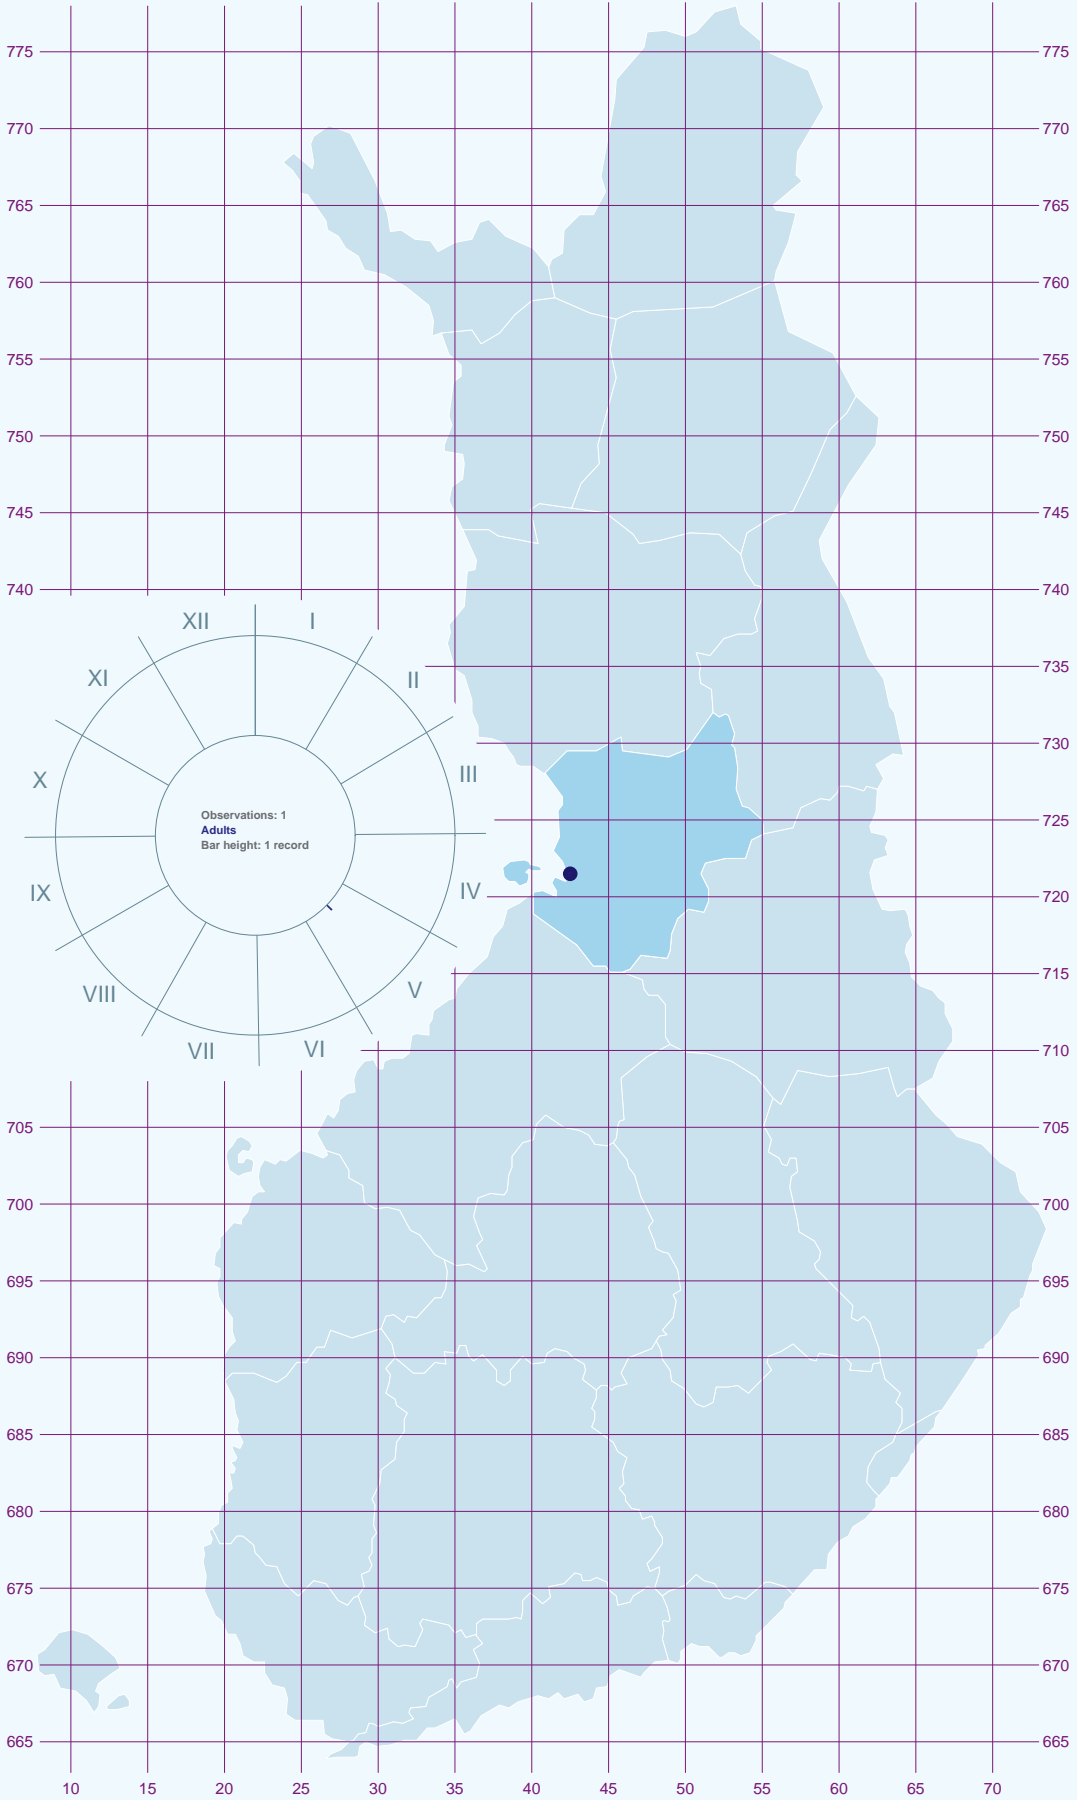 775 775
770 770
765 765
760 760
755 755
750 750
745 745
740 740
XII I
XI II
735
730
X III
725
Observations: 1
Adults
Bar height: 1 record
IX IV
720
VIII V
715
VII VI
710
705 705
700 700
695 695
690 690
685 685
680 680
675 675
670 670
665 665
10 15 20 25 30 35 40 45 50 55 60 65 70